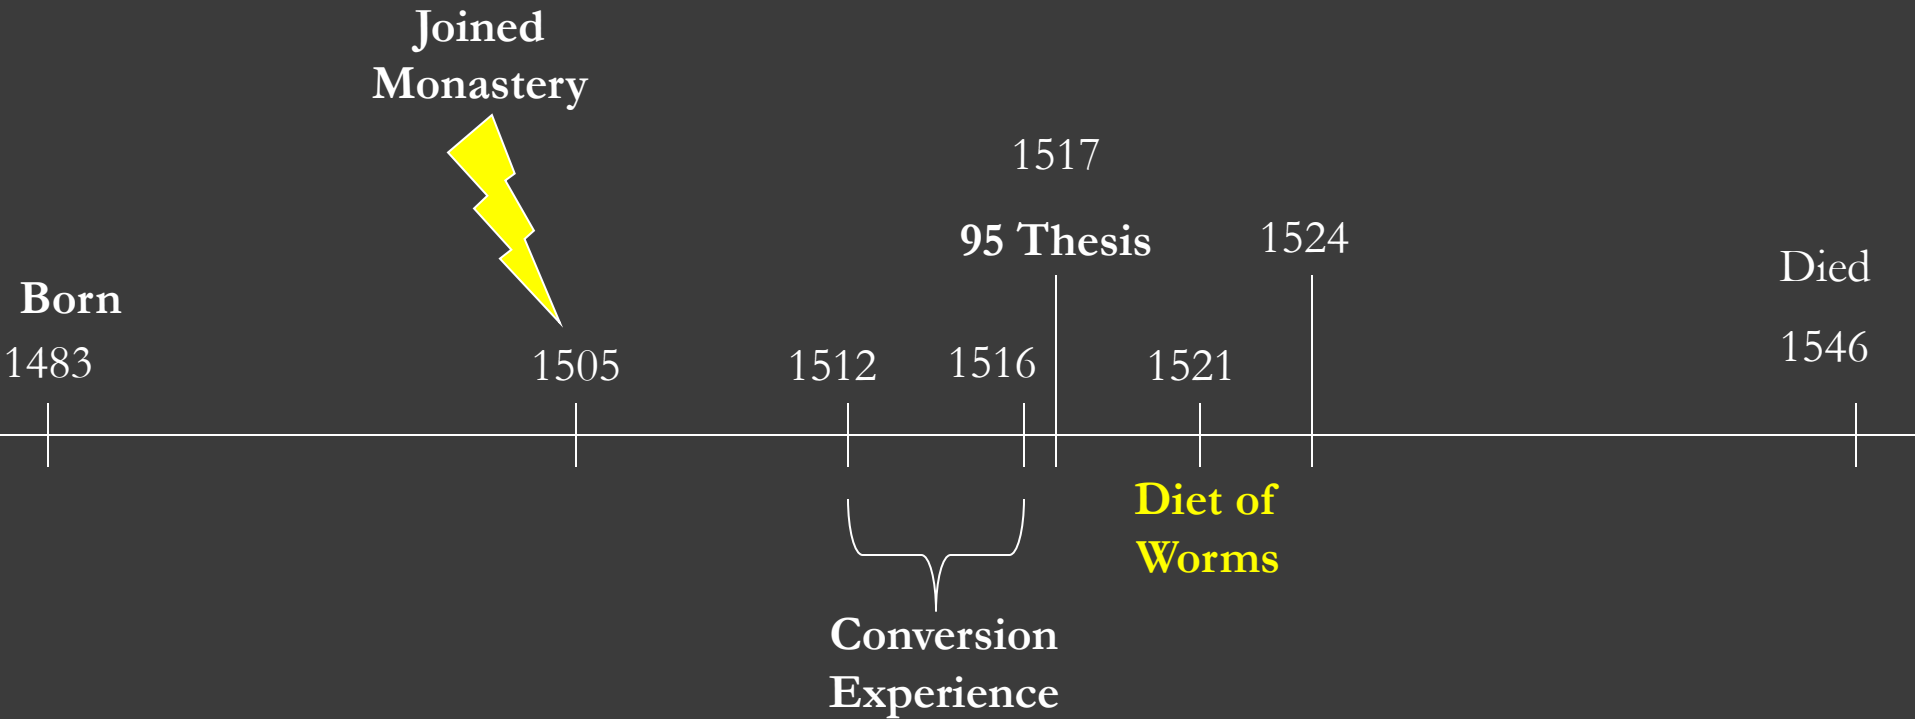 Joined
Monastery
1517
95 Thesis
1524
Died
Born
1546
1483
1505
1512
1516
1521
Diet of
Worms
Conversion
Experience